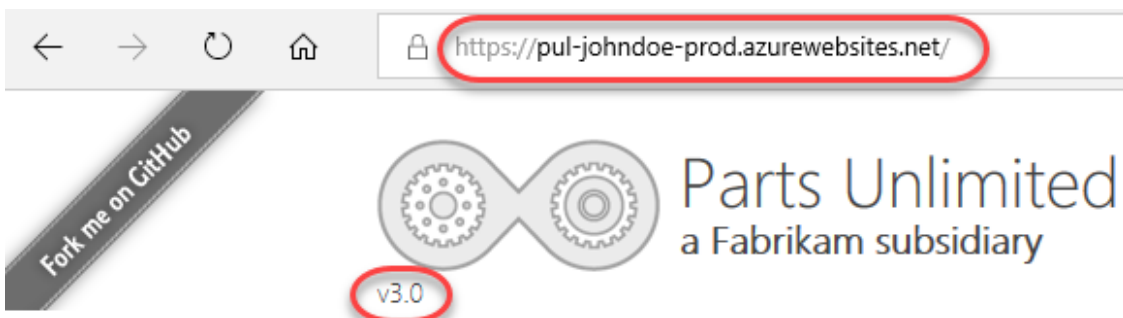 https://pul-johndoe-prod.azurewebsites.net/
Fork me on GitHub
Parts Unlimited
a Fabrikam subsidiary
v3.0